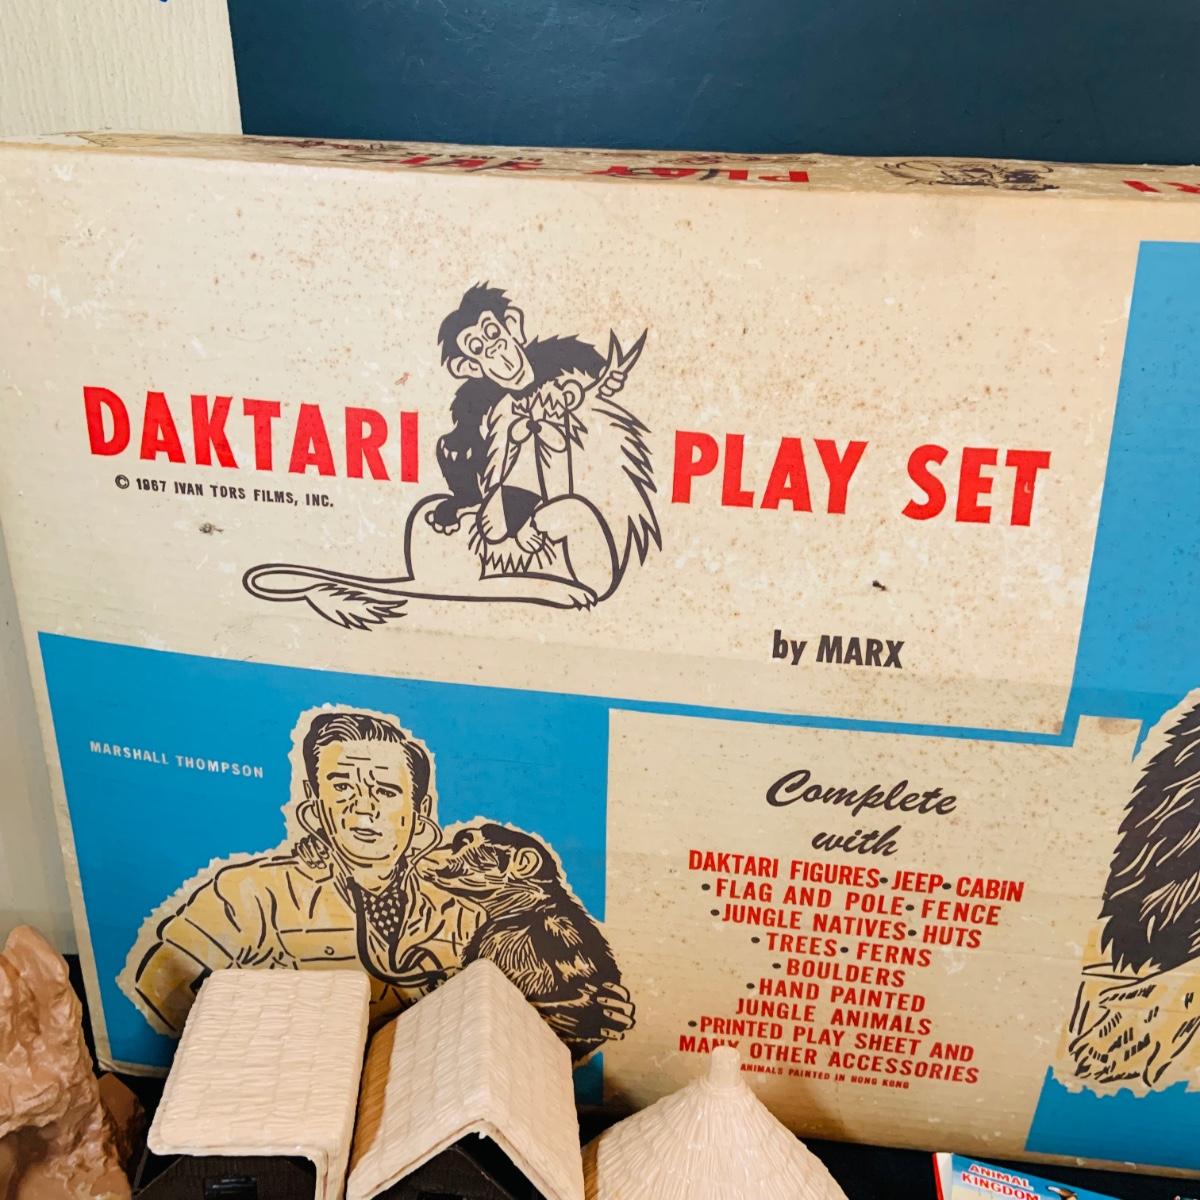 PLAY SET
DAKTARI PLAY SET
© 1967 IVAN TORS FILMS, INC.
by MARX
MARSHALL THOMPSON
Complete
with
DAKTARI FIGURES • JEEP • CABIN
• FLAG AND POLE • FENCE
• JUNGLE NATIVES • HUTS
• TREES • FERNS
• BOULDERS
• HAND PAINTED
JUNGLE ANIMALS
• PRINTED PLAY SHEET AND
MANY OTHER ACCESSORIES
ANIMALS PAINTED IN HONG KONG
ANIMAL
KINGDOM